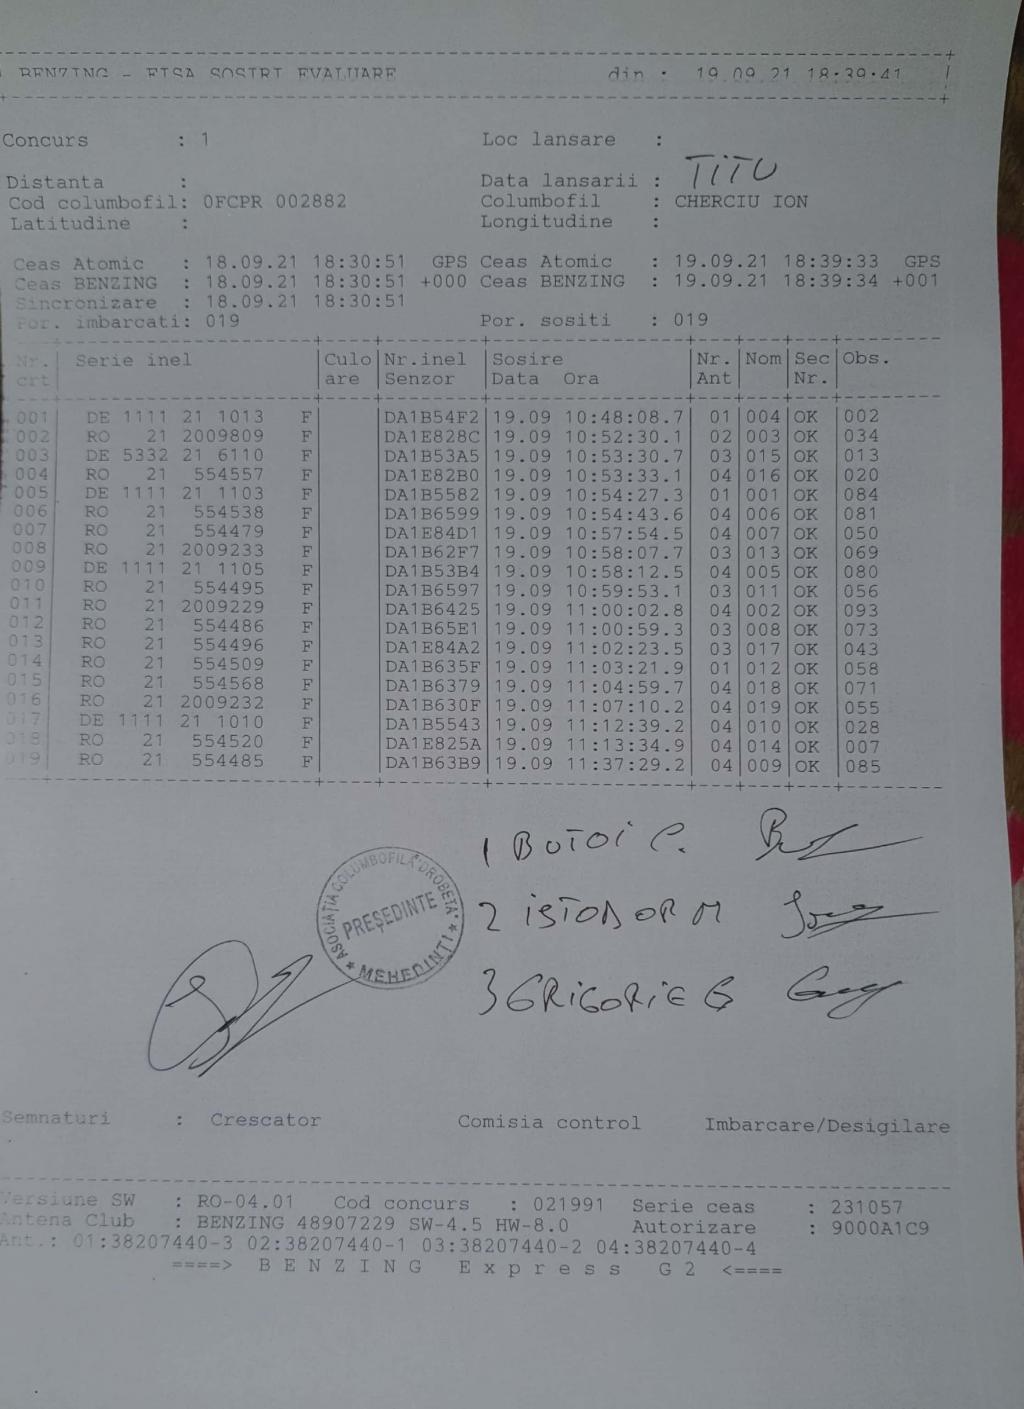 BENZING - FISA SOSIRI EVALUARE din : 19.09.21 18:39:41
Concurs : 1 Loc lansare :
TiTU
Distanta : Data lansarii :
Cod columbofil: 0FCPR 002882 Columbofil : CHERCIU ION
Latitudine : Longitudine :
Ceas Atomic : 18.09.21 18:30:51 GPS Ceas Atomic : 19.09.21 18:39:33 GPS
Ceas BENZING : 18.09.21 18:30:51 +000 Ceas BENZING : 19.09.21 18:39:34 +001
Sincronizare : 18.09.21 18:30:51
Por. imbarcati: 019 Por. sositi : 019
Nr. Serie inel Culo Nr.inel Sosire Nr. Nom Sec Obs.
crt are Senzor Data Ora Ant Nr.
001 DE 1111 21 1013 F DA1B54F2 19.09 10:48:08.7 01 004 OK 002
002 RO 21 2009809 F DA1E828C 19.09 10:52:30.1 02 003 OK 034
003 DE 5332 21 6110 F DA1B53A5 19.09 10:53:30.7 03 015 OK 013
004 RO 21 554557 F DA1E82B0 19.09 10:53:33.1 04 016 OK 020
005 DE 1111 21 1103 F DA1B5582 19.09 10:54:27.3 01 001 OK 084
006 RO 21 554538 F DA1B6599 19.09 10:54:43.6 04 006 OK 081
007 RO 21 554479 F DA1E84D1 19.09 10:57:54.5 04 007 OK 050
008 RO 21 2009233 F DA1B62F7 19.09 10:58:07.7 03 013 OK 069
009 DE 1111 21 1105 F DA1B53B4 19.09 10:58:12.5 04 005 OK 080
010 RO 21 554495 F DA1B6597 19.09 10:59:53.1 03 011 OK 056
011 RO 21 2009229 F DA1B6425 19.09 11:00:02.8 04 002 OK 093
012 RO 21 554486 F DA1B65E1 19.09 11:00:59.3 03 008 OK 073
013 RO 21 554496 F DA1E84A2 19.09 11:02:23.5 03 017 OK 043
014 RO 21 554509 F DA1B635F 19.09 11:03:21.9 01 012 OK 058
015 RO 21 554568 F DA1B6379 19.09 11:04:59.7 04 018 OK 071
016 RO 21 2009232 F DA1B630F 19.09 11:07:10.2 04 019 OK 055
017 DE 1111 21 1010 F DA1B5543 19.09 11:12:39.2 04 010 OK 028
018 RO 21 554520 F DA1E825A 19.09 11:13:34.9 04 014 OK 007
019 RO 21 554485 F DA1B63B9 19.09 11:37:29.2 04 009 OK 085
1 BUTOi C.
ASOCIAŢIA COLUMBOFILĂ "DROBETA"
PREŞEDINTE
* MEHEDINŢI *
2 iSTODOR M
3 GRiGORiE G
Semnaturi : Crescator Comisia control Imbarcare/Desigilare
Versiune SW : RO-04.01 Cod concurs : 021991 Serie ceas : 231057
Antena Club : BENZING 48907229 SW-4.5 HW-8.0 Autorizare : 9000A1C9
Ant.: 01:38207440-3 02:38207440-1 03:38207440-2 04:38207440-4
====> B E N Z I N G E x p r e s s G 2 <====